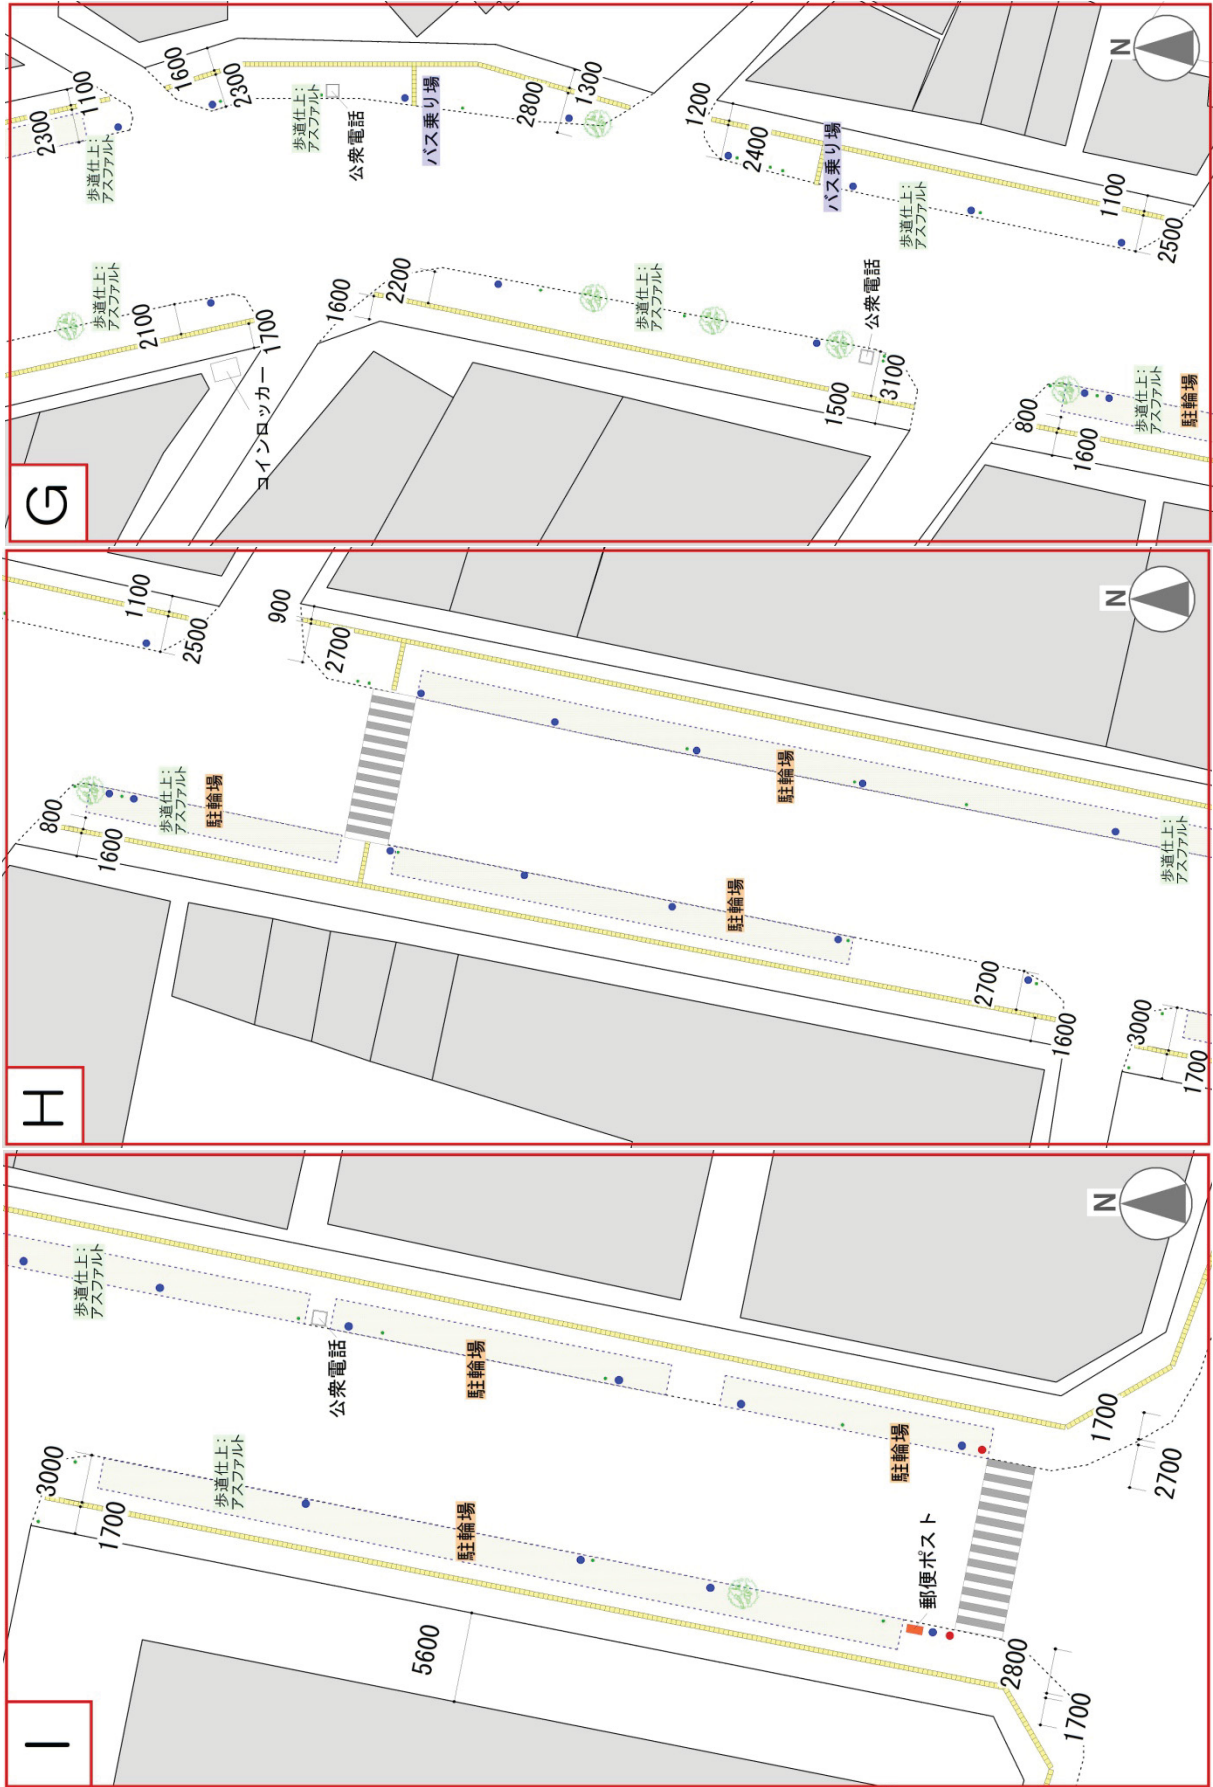 G
N
1100
2300
歩道仕上:
アスファルト
1600
2300
歩道仕上:
アスファルト
公衆電話
バス乗り場
2800
1300
1200
2400
バス乗り場
歩道仕上:
アスファルト
1100
2500
歩道仕上:
アスファルト
2100
1700
コインロッカー
1600
2200
歩道仕上:
アスファルト
公衆電話
1500
3100
800
1600
歩道仕上:
アスファルト
駐輪場
H
N
1100
2500
900
2700
800
1600
歩道仕上:
アスファルト
駐輪場
駐輪場
歩道仕上:
アスファルト
駐輪場
2700
1600
3000
1700
I
N
歩道仕上:
アスファルト
公衆電話
駐輪場
駐輪場
1700
2700
3000
1700
歩道仕上:
アスファルト
駐輪場
郵便ポスト
5600
2800
1700